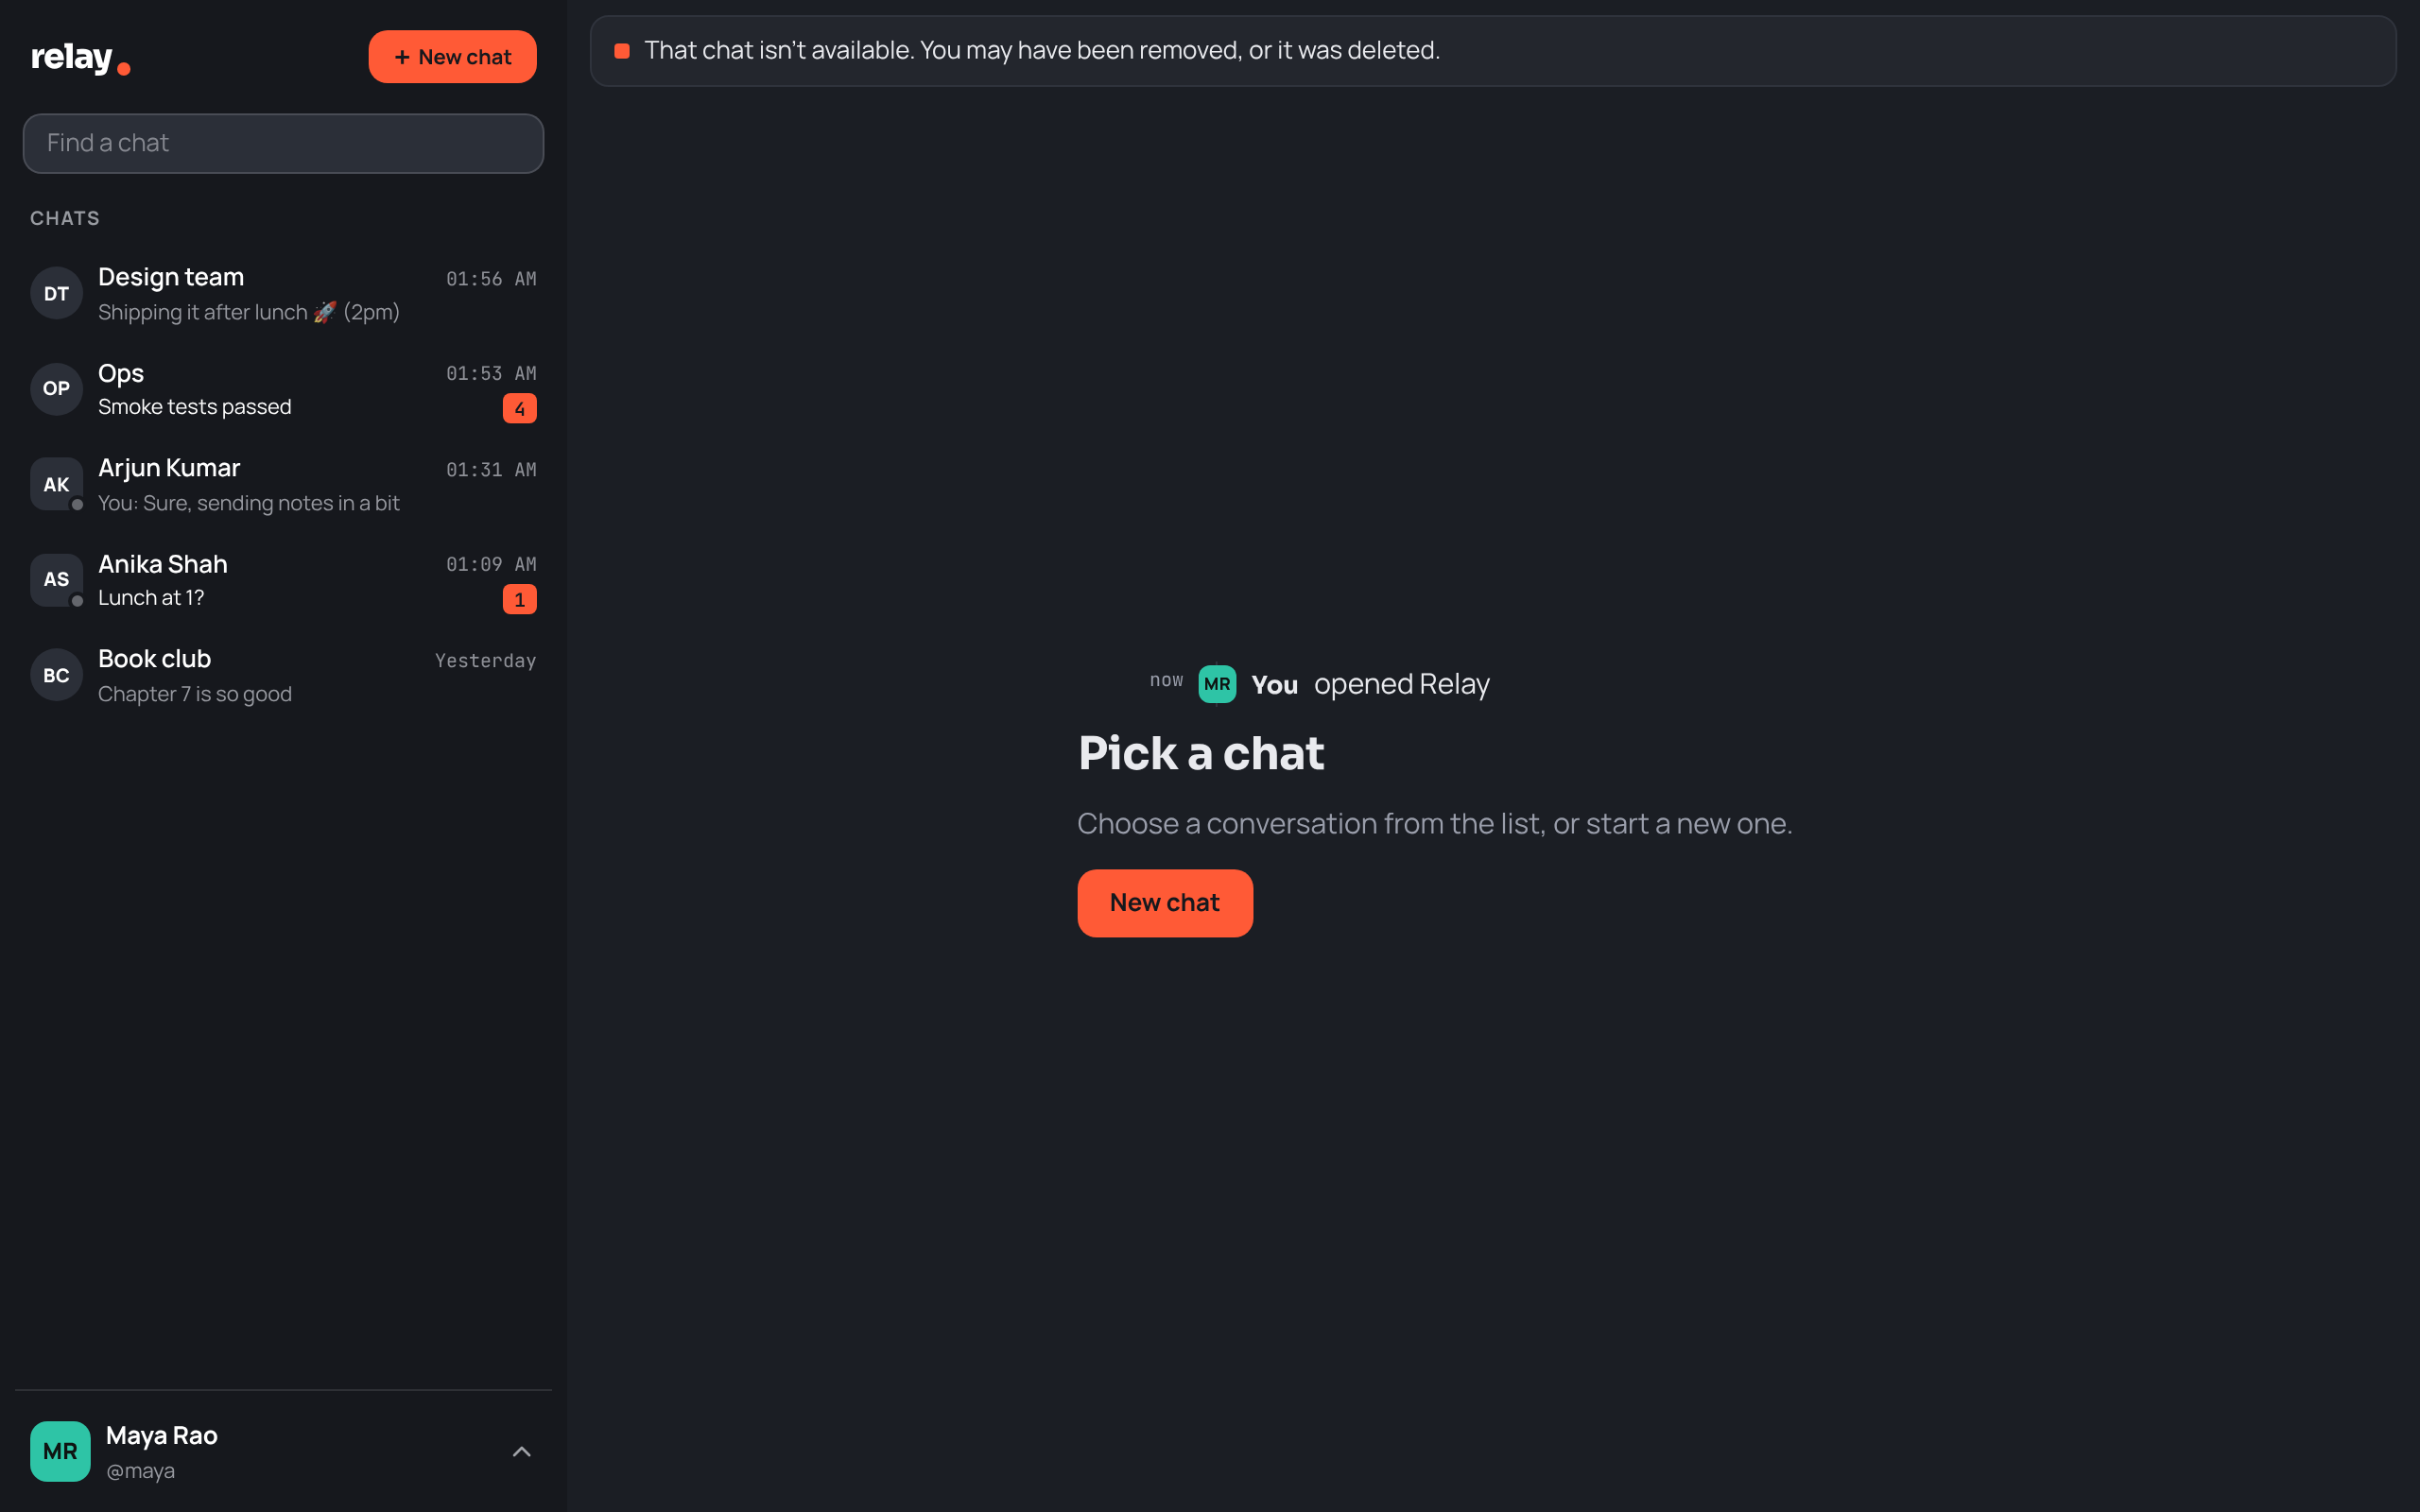 relay
+ New chat
Find a chat
CHATS
DT Design team 01:56 AM
Shipping it after lunch 🚀 (2pm)
OP Ops 01:53 AM
Smoke tests passed 4
AK Arjun Kumar 01:31 AM
You: Sure, sending notes in a bit
AS Anika Shah 01:09 AM
Lunch at 1? 1
BC Book club Yesterday
Chapter 7 is so good
MR Maya Rao
@maya
That chat isn’t available. You may have been removed, or it was deleted.
now MR You opened Relay
Pick a chat
Choose a conversation from the list, or start a new one.
New chat